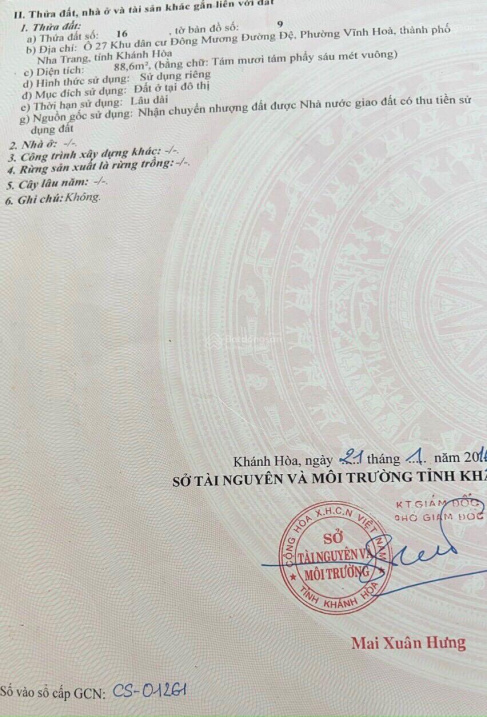 II. Thửa đất, nhà ở và tài sản khác gắn liền với đất
1. Thửa đất:
a) Thửa đất số: 16 , tờ bản đồ số: 9
b) Địa chỉ: Ô 27 Khu dân cư Đông Mương Đường Đệ, Phường Vĩnh Hoà, thành phố
Nha Trang, tỉnh Khánh Hòa
c) Diện tích: 88,6m², (bằng chữ: Tám mươi tám phẩy sáu mét vuông)
d) Hình thức sử dụng: Sử dụng riêng
đ) Mục đích sử dụng: Đất ở tại đô thị
e) Thời hạn sử dụng: Lâu dài
g) Nguồn gốc sử dụng: Nhận chuyển nhượng đất được Nhà nước giao đất có thu tiền sử
dụng đất
2. Nhà ở: -/-.
3. Công trình xây dựng khác: -/-.
4. Rừng sản xuất là rừng trồng: -/-.
5. Cây lâu năm: -/-.
6. Ghi chú: Không.
Khánh Hòa, ngày 21 tháng 1 năm 201
SỞ TÀI NGUYÊN VÀ MÔI TRƯỜNG TỈNH KH
KT GIÁM ĐỐC
PHÓ GIÁM ĐỐC
CỘNG HÒA X.H.C.N VIỆT NAM
SỞ
TÀI NGUYÊN VÀ
MÔI TRƯỜNG
TỈNH KHÁNH HÒA
Mai Xuân Hưng
Số vào sổ cấp GCN: CS-01261